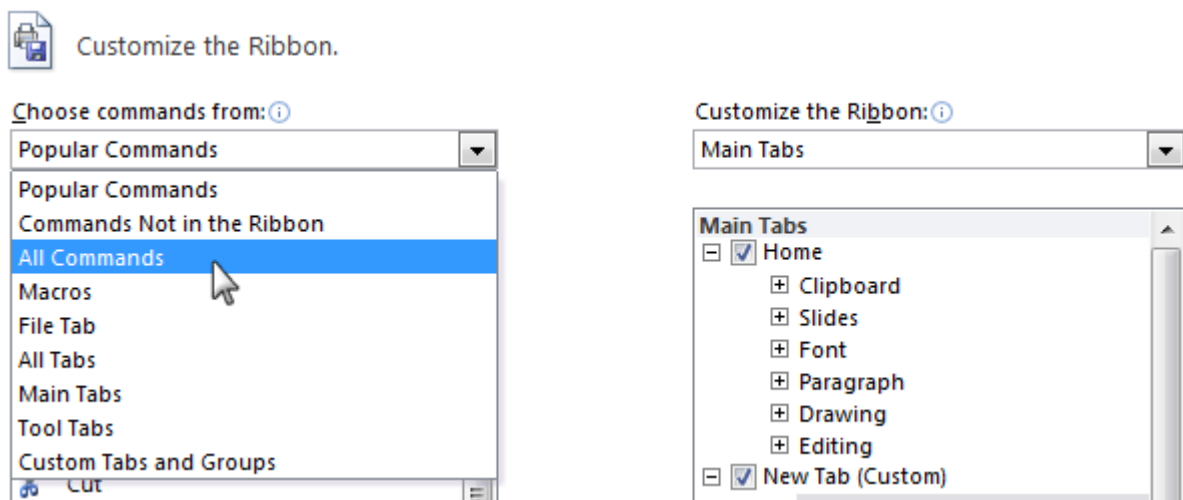 Customize the Ribbon.
Choose commands from:
Popular Commands
Popular Commands
Commands Not in the Ribbon
All Commands
Macros
File Tab
All Tabs
Main Tabs
Tool Tabs
Custom Tabs and Groups
Cut
Customize the Ribbon:
Main Tabs
Main Tabs
Home
Clipboard
Slides
Font
Paragraph
Drawing
Editing
New Tab (Custom)